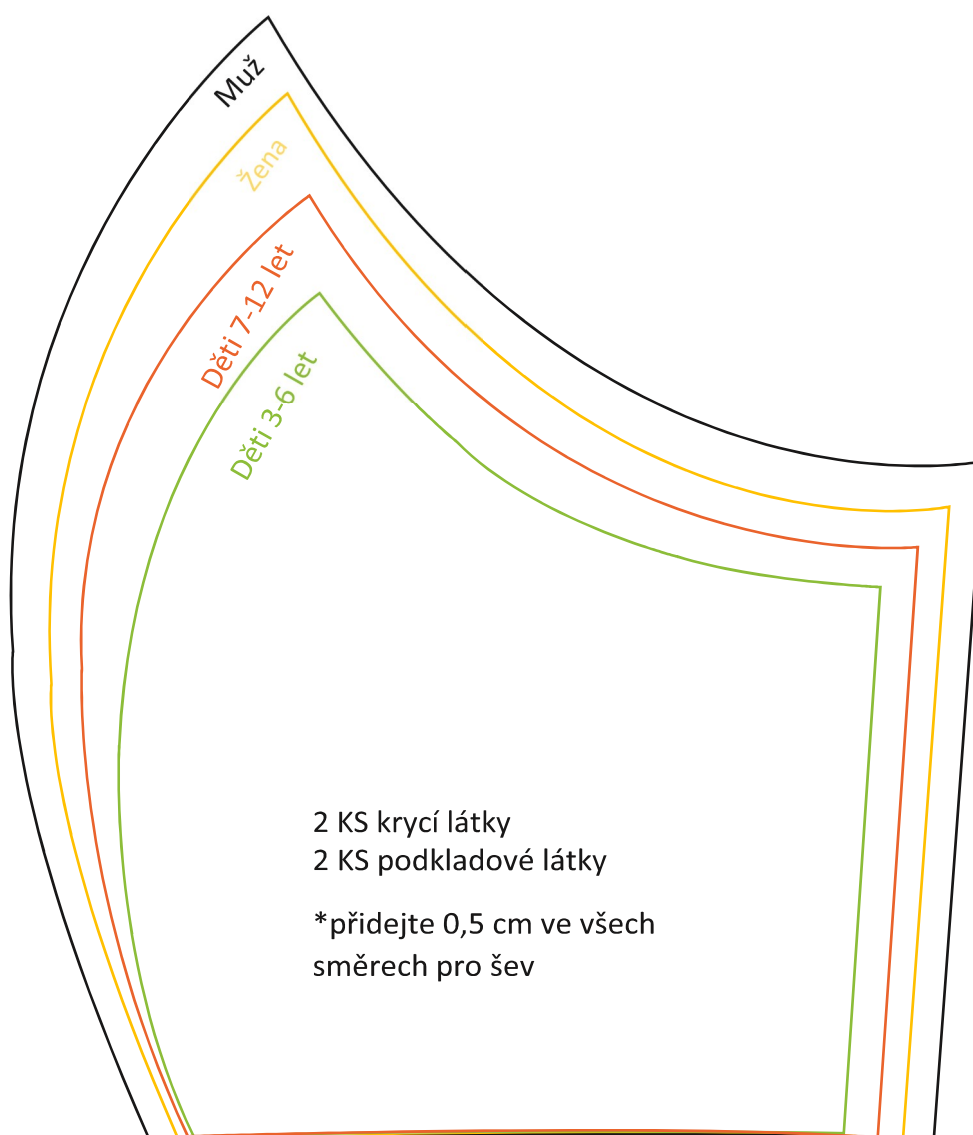 Muž
Žena
Děti 7-12 let
Děti 3-6 let
2 KS krycí látky
2 KS podkladové látky
*přidejte 0,5 cm ve všech
směrech pro šev